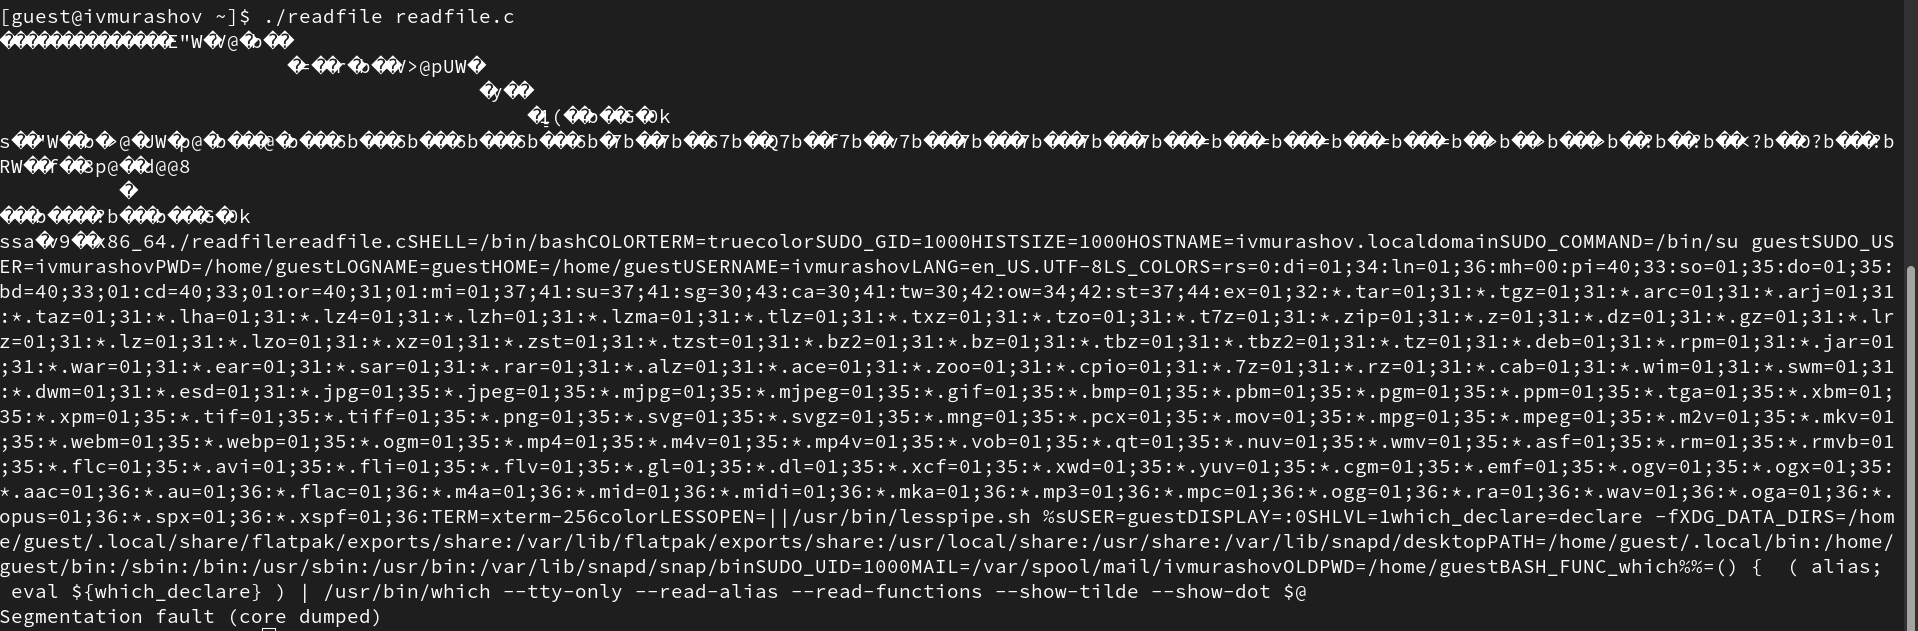 [guest@ivmurashov ~]$ ./readfile readfile.c
����������������E"W�V@�b��
�=��r�b��V>@pUW�
�y��
�1(��b��G�0k
s��"W��b�>@�UW�p@�b���@�b���Sb���Sb���Sb���Sb���Sb�7b��7b��S7b��Q7b��f7b��v7b���7b���7b���7b���7b���=b���=b���=b���=b���=b��>b��>b���>b��?b��?b��<?b��O?b���?b
RW��f��3p@��d@@8
�
���b����?b���b���G�0k
ssa�v9��x86_64./readfilereadfile.cSHELL=/bin/bashCOLORTERM=truecolorSUDO_GID=1000HISTSIZE=1000HOSTNAME=ivmurashov.localdomainSUDO_COMMAND=/bin/su guestSUDO_US
ER=ivmurashovPWD=/home/guestLOGNAME=guestHOME=/home/guestUSERNAME=ivmurashovLANG=en_US.UTF-8LS_COLORS=rs=0:di=01;34:ln=01;36:mh=00:pi=40;33:so=01;35:do=01;35:
bd=40;33;01:cd=40;33;01:or=40;31;01:mi=01;37;41:su=37;41:sg=30;43:ca=30;41:tw=30;42:ow=34;42:st=37;44:ex=01;32:*.tar=01;31:*.tgz=01;31:*.arc=01;31:*.arj=01;31
:*.taz=01;31:*.lha=01;31:*.lz4=01;31:*.lzh=01;31:*.lzma=01;31:*.tlz=01;31:*.txz=01;31:*.tzo=01;31:*.t7z=01;31:*.zip=01;31:*.z=01;31:*.dz=01;31:*.gz=01;31:*.lr
z=01;31:*.lz=01;31:*.lzo=01;31:*.xz=01;31:*.zst=01;31:*.tzst=01;31:*.bz2=01;31:*.bz=01;31:*.tbz=01;31:*.tbz2=01;31:*.tz=01;31:*.deb=01;31:*.rpm=01;31:*.jar=01
;31:*.war=01;31:*.ear=01;31:*.sar=01;31:*.rar=01;31:*.alz=01;31:*.ace=01;31:*.zoo=01;31:*.cpio=01;31:*.7z=01;31:*.rz=01;31:*.cab=01;31:*.wim=01;31:*.swm=01;31
:*.dwm=01;31:*.esd=01;31:*.jpg=01;35:*.jpeg=01;35:*.mjpg=01;35:*.mjpeg=01;35:*.gif=01;35:*.bmp=01;35:*.pbm=01;35:*.pgm=01;35:*.ppm=01;35:*.tga=01;35:*.xbm=01;
35:*.xpm=01;35:*.tif=01;35:*.tiff=01;35:*.png=01;35:*.svg=01;35:*.svgz=01;35:*.mng=01;35:*.pcx=01;35:*.mov=01;35:*.mpg=01;35:*.mpeg=01;35:*.m2v=01;35:*.mkv=01
;35:*.webm=01;35:*.webp=01;35:*.ogm=01;35:*.mp4=01;35:*.m4v=01;35:*.mp4v=01;35:*.vob=01;35:*.qt=01;35:*.nuv=01;35:*.wmv=01;35:*.asf=01;35:*.rm=01;35:*.rmvb=01
;35:*.flc=01;35:*.avi=01;35:*.fli=01;35:*.flv=01;35:*.gl=01;35:*.dl=01;35:*.xcf=01;35:*.xwd=01;35:*.yuv=01;35:*.cgm=01;35:*.emf=01;35:*.ogv=01;35:*.ogx=01;35:
*.aac=01;36:*.au=01;36:*.flac=01;36:*.m4a=01;36:*.mid=01;36:*.midi=01;36:*.mka=01;36:*.mp3=01;36:*.mpc=01;36:*.ogg=01;36:*.ra=01;36:*.wav=01;36:*.oga=01;36:*.
opus=01;36:*.spx=01;36:*.xspf=01;36:TERM=xterm-256colorLESSOPEN=||/usr/bin/lesspipe.sh %sUSER=guestDISPLAY=:0SHLVL=1which_declare=declare -fXDG_DATA_DIRS=/hom
e/guest/.local/share/flatpak/exports/share:/var/lib/flatpak/exports/share:/usr/local/share:/usr/share:/var/lib/snapd/desktopPATH=/home/guest/.local/bin:/home/
guest/bin:/sbin:/bin:/usr/sbin:/usr/bin:/var/lib/snapd/snap/binSUDO_UID=1000MAIL=/var/spool/mail/ivmurashovOLDPWD=/home/guestBASH_FUNC_which%%=() {  ( alias;
 eval ${which_declare} ) | /usr/bin/which --tty-only --read-alias --read-functions --show-tilde --show-dot $@
Segmentation fault (core dumped)